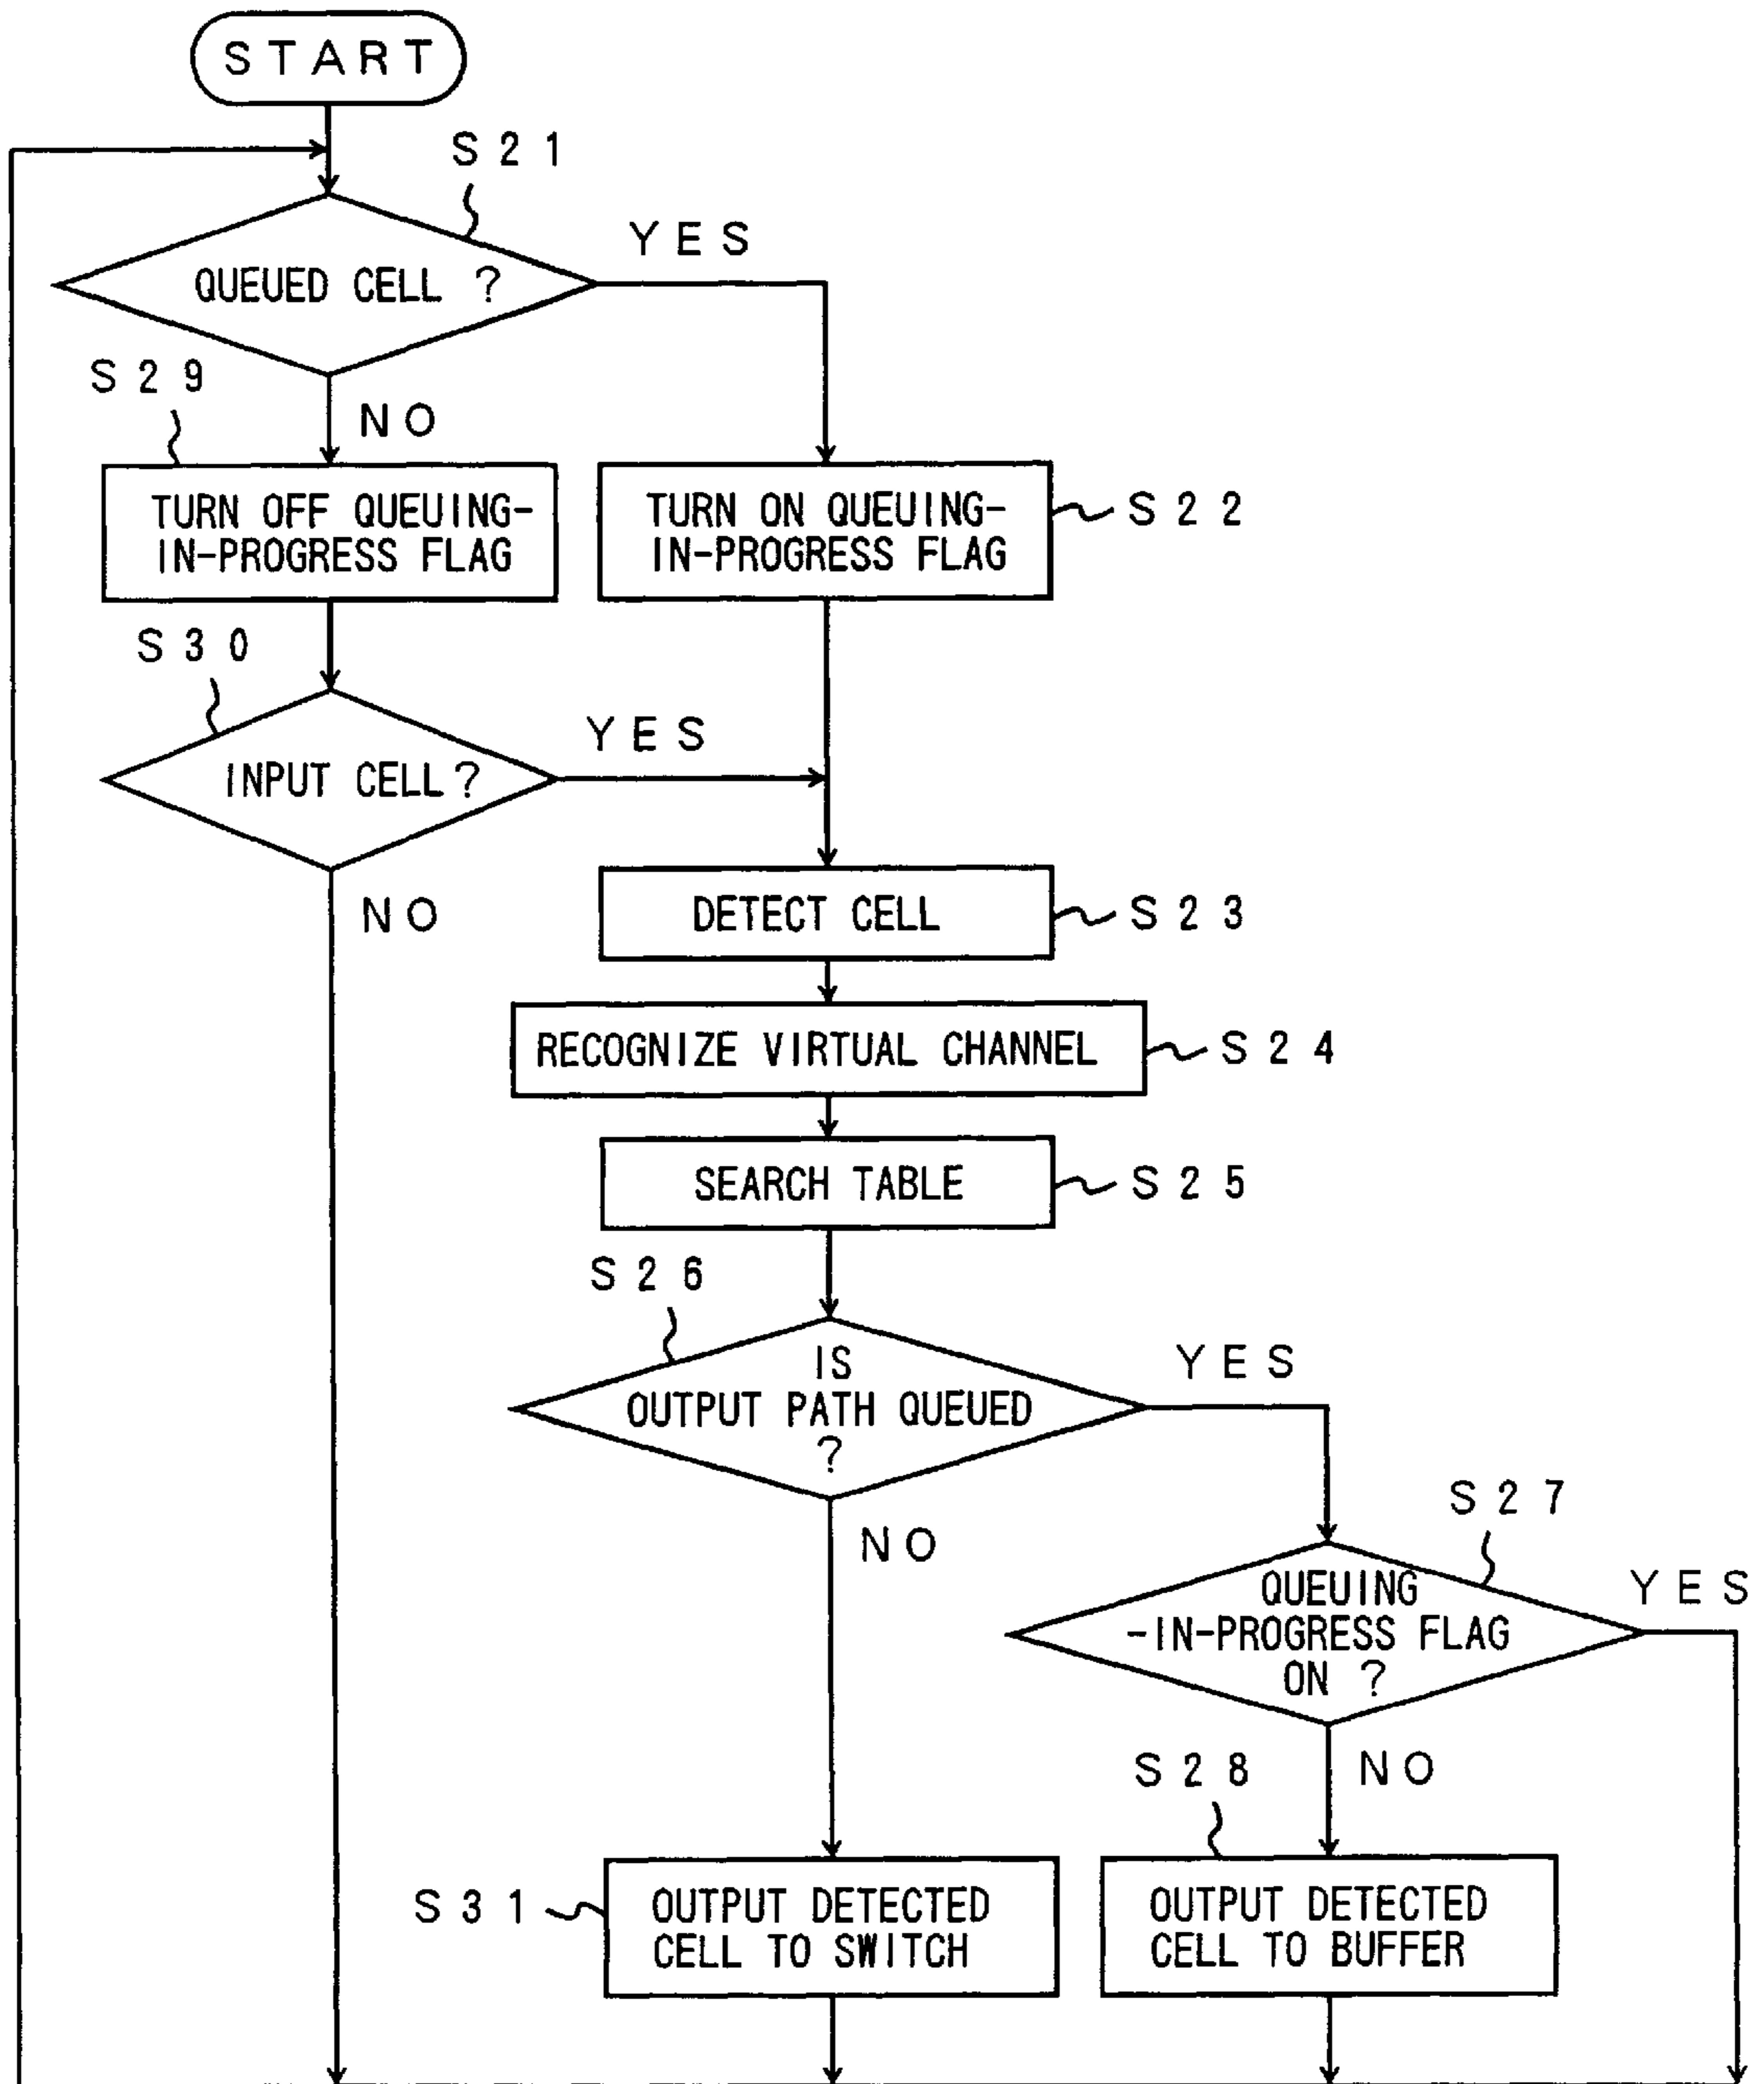 START
S21
YES
QUEUED CELL ?
S29
NO
TURN OFF QUEUING-
IN-PROGRESS FLAG
TURN ON QUEUING-
IN-PROGRESS FLAG
S22
S30
YES
INPUT CELL?
NO
DETECT CELL
S23
RECOGNIZE VIRTUAL CHANNEL
S24
SEARCH TABLE
S25
S26
IS
OUTPUT PATH QUEUED
?
YES
NO
S27
QUEUING
-IN-PROGRESS FLAG
ON ?
YES
NO
S28
S31
OUTPUT DETECTED
CELL TO SWITCH
OUTPUT DETECTED
CELL TO BUFFER